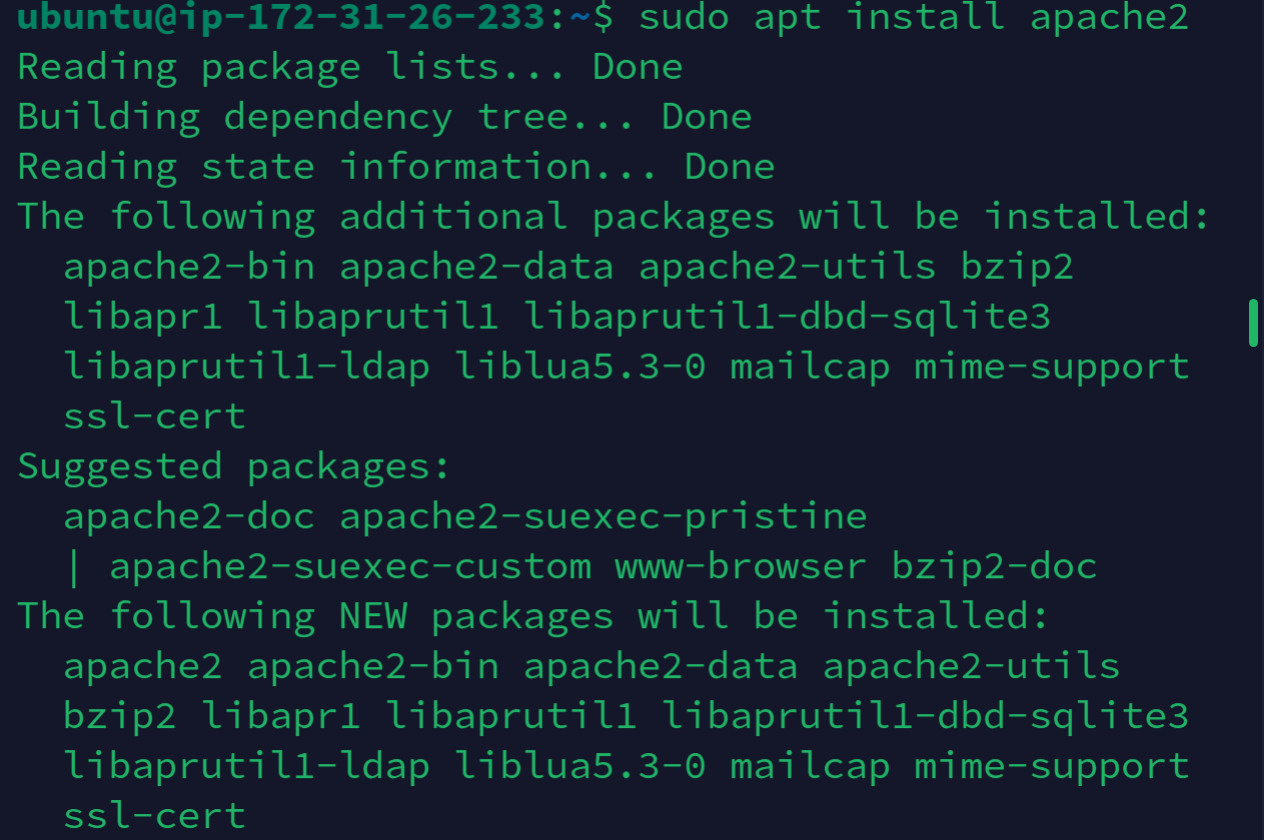 ubuntu@ip-172-31-26-233:~$ sudo apt install apache2
Reading package lists... Done
Building dependency tree... Done
Reading state information... Done
The following additional packages will be installed:
  apache2-bin apache2-data apache2-utils bzip2
  libapr1 libaprutil1 libaprutil1-dbd-sqlite3
  libaprutil1-ldap liblua5.3-0 mailcap mime-support
  ssl-cert
Suggested packages:
  apache2-doc apache2-suexec-pristine
  | apache2-suexec-custom www-browser bzip2-doc
The following NEW packages will be installed:
  apache2 apache2-bin apache2-data apache2-utils
  bzip2 libapr1 libaprutil1 libaprutil1-dbd-sqlite3
  libaprutil1-ldap liblua5.3-0 mailcap mime-support
  ssl-cert